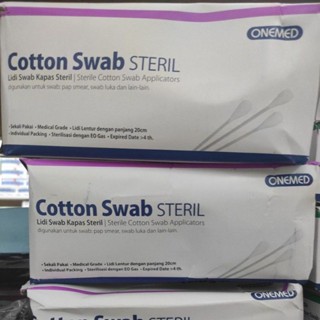 ONEMED
Cotton Swab STERIL
Lidi Swab Kapas Steril | Sterile Cotton Swab Applicators
digunakan untuk swab pap smear, swab luka dan lain-lain.
- Sekali Pakai - Medical Grade - Lidi Lentur dengan panjang 20cm
- Individual Packing - Sterilisasi dengan EO Gas - Expired Date >4 th.
ONEMED
Cotton Swab STERIL
Lidi Swab Kapas Steril | Sterile Cotton Swab Applicators
digunakan untuk swab pap smear, swab luka dan lain-lain.
- Sekali Pakai - Medical Grade - Lidi Lentur dengan panjang 20cm
- Individual Packing - Sterilisasi dengan EO Gas - Expired Date >4 th.
ONEMED
Cotton Swab STERIL